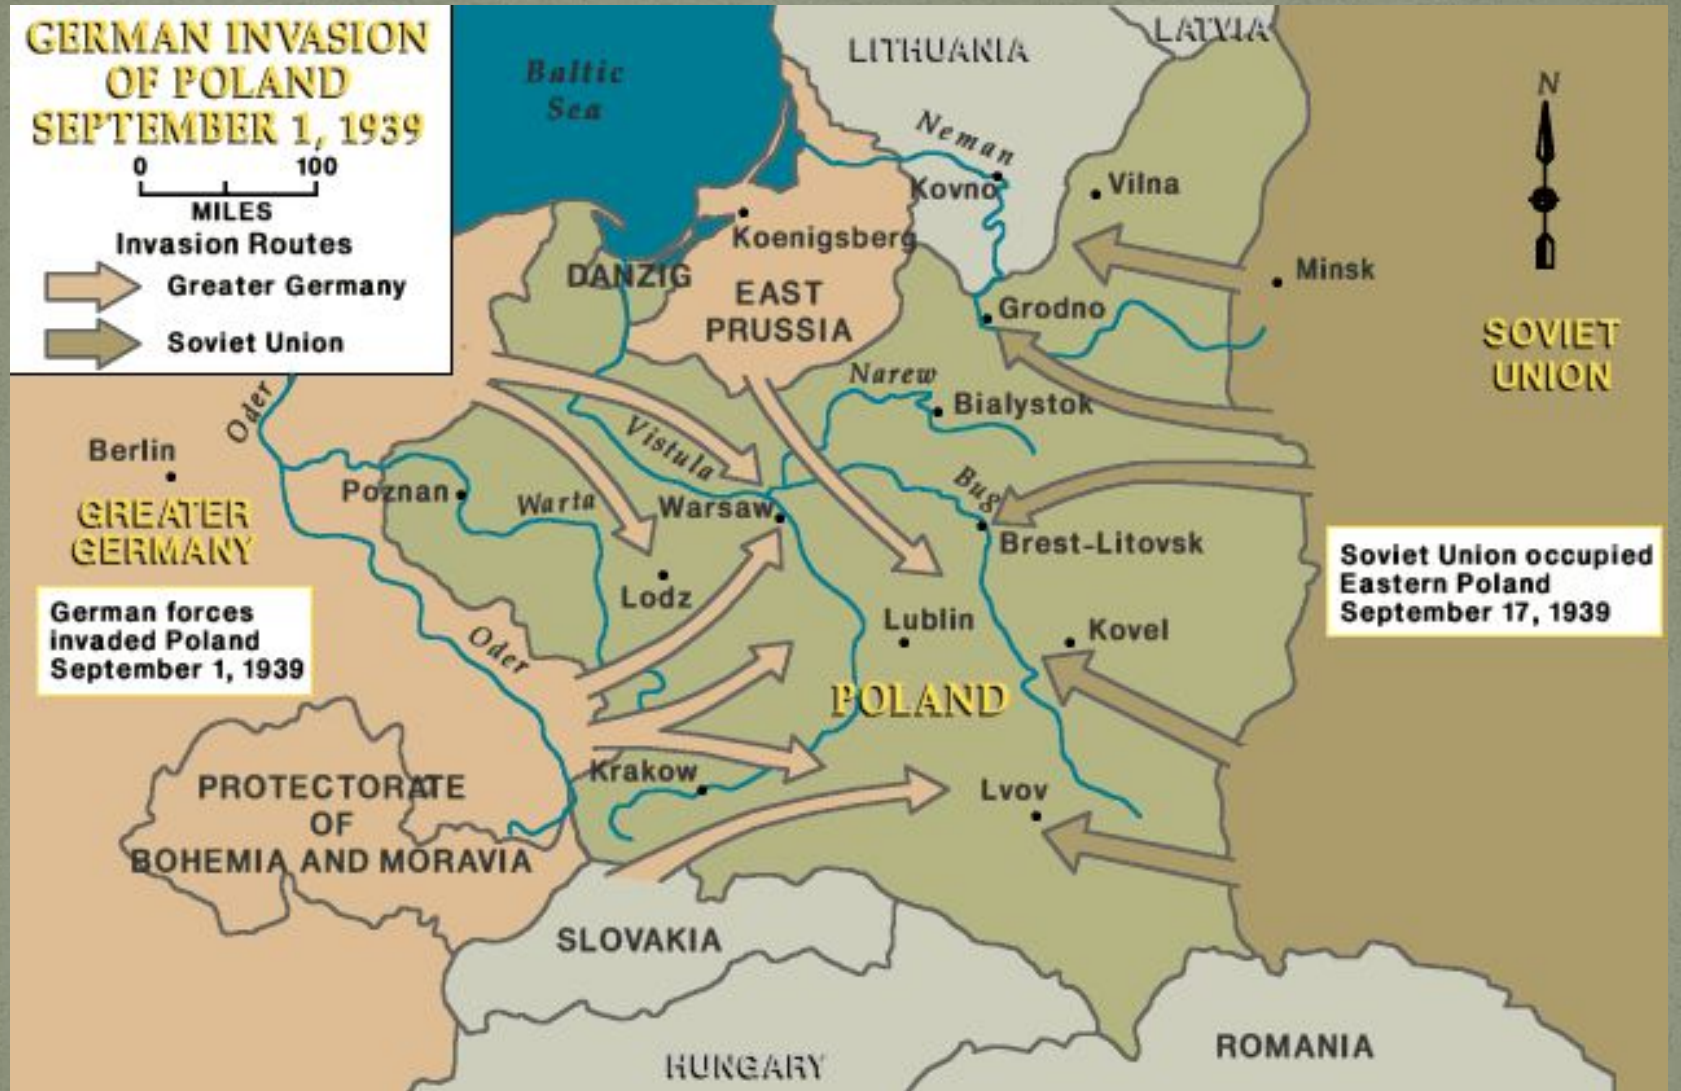 GERMAN INVASION
OF POLAND
SEPTEMBER 1, 1939
0 100
MILES
Invasion Routes
Greater Germany
Soviet Union
Baltic
Sea
LITHUANIA
LATVIA
N
Neman
Kovno
Vilna
Koenigsberg
DANZIG
EAST
PRUSSIA
Grodno
Minsk
SOVIET
UNION
Narew
Bialystok
Oder
Berlin
Vistula
Poznan
Warta
Warsaw
Bug
Brest-Litovsk
GREATER
GERMANY
Soviet Union occupied
Eastern Poland
September 17, 1939
German forces
invaded Poland
September 1, 1939
Lodz
Oder
Lublin
Kovel
POLAND
PROTECTORATE
OF
BOHEMIA AND MORAVIA
Krakow
Lvov
SLOVAKIA
HUNGARY
ROMANIA